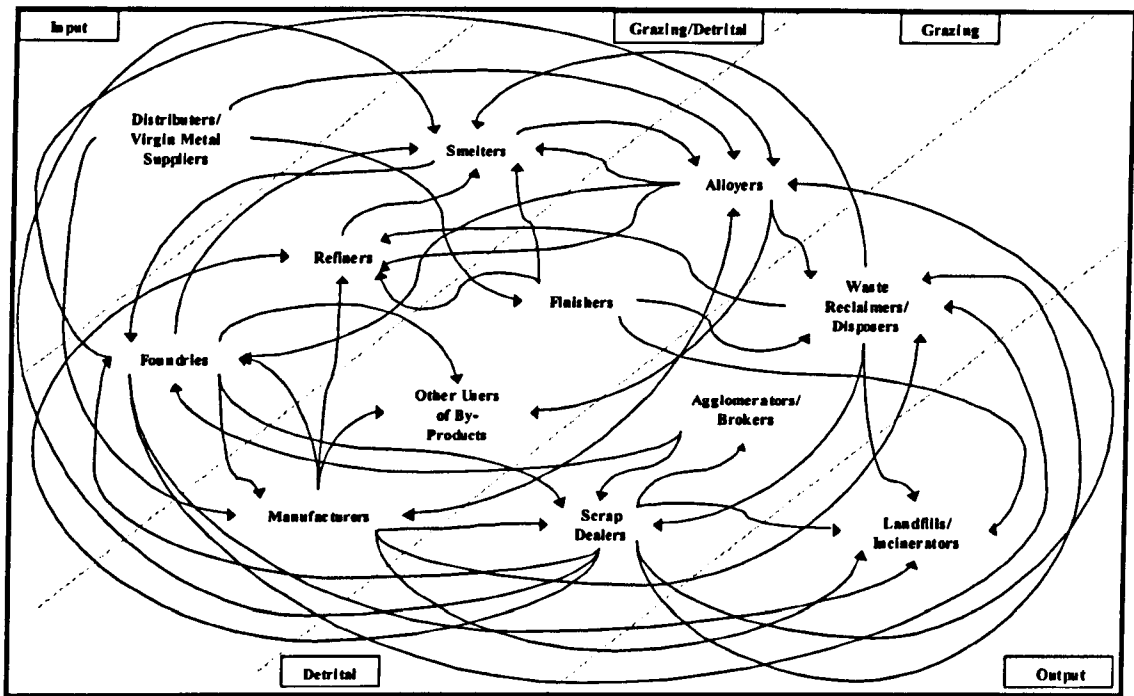 Input
Grazing/Detrital
Grazing
Distributers/
Virgin Metal
Suppliers
Smelters
Alloyers
Refiners
Finishers
Waste
Reclaimers/
Disposers
Foundries
Other Users
of By-
Products
Agglomerators/
Brokers
Manufacturors
Scrap
Dealers
Landfills/
Incinerators
Detrital
Output